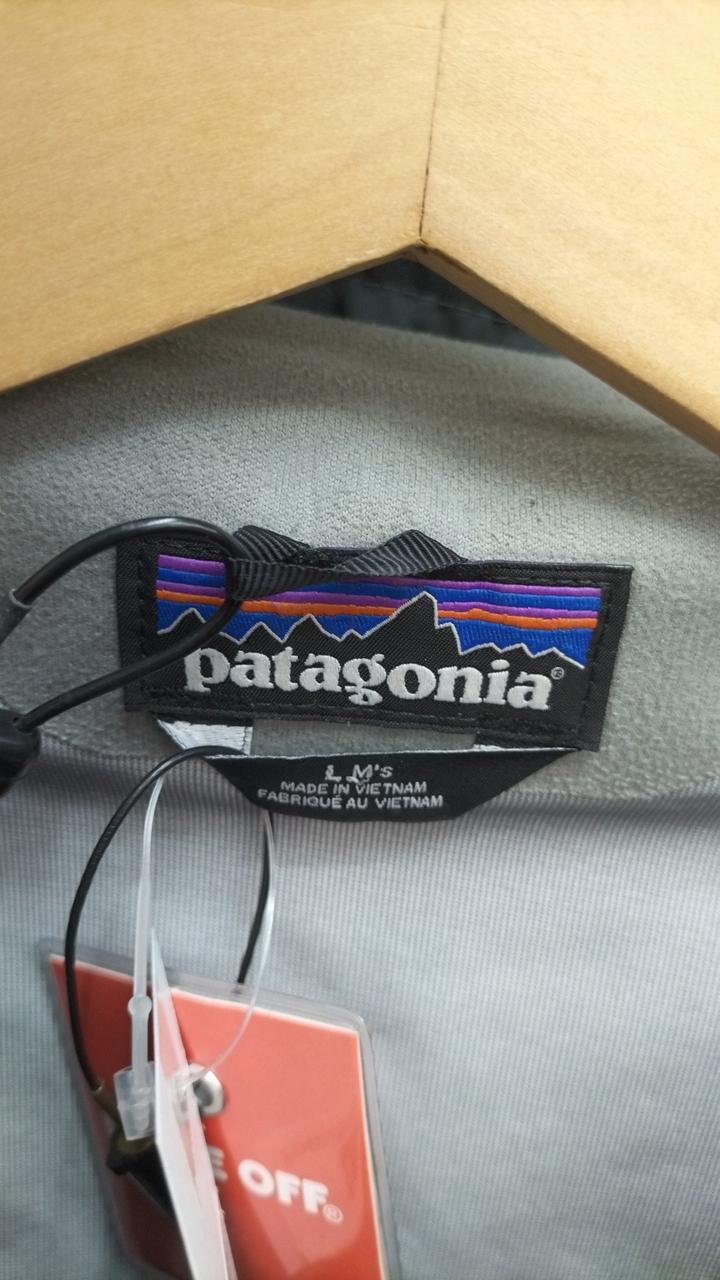 patagonia®
L M's
MADE IN VIETNAM
FABRIQUÉ AU VIETNAM
E OFF®